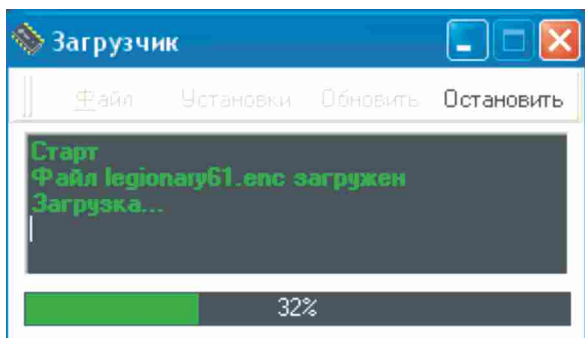 Загрузчик
Файл Установки Обновить Остановить
Старт
Файл legionary61.enc загружен
Загрузка...
32%